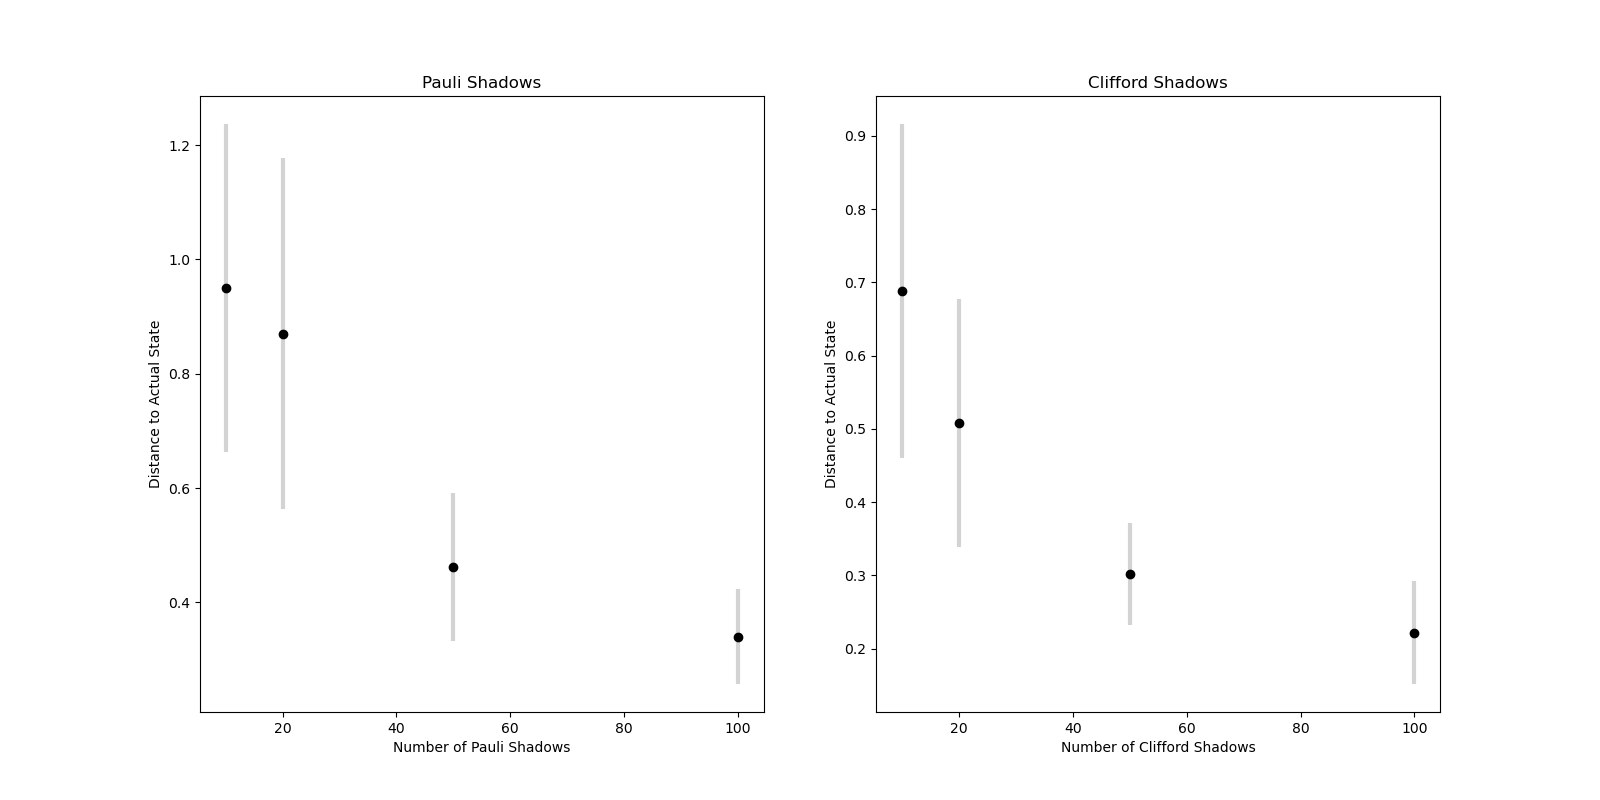 Pauli Shadows
1.2
1.0
0.8
0.6
0.4
Distance to Actual State
20 40 60 80 100
Number of Pauli Shadows
Clifford Shadows
0.9
0.8
0.7
0.6
0.5
0.4
0.3
0.2
Distance to Actual State
20 40 60 80 100
Number of Clifford Shadows